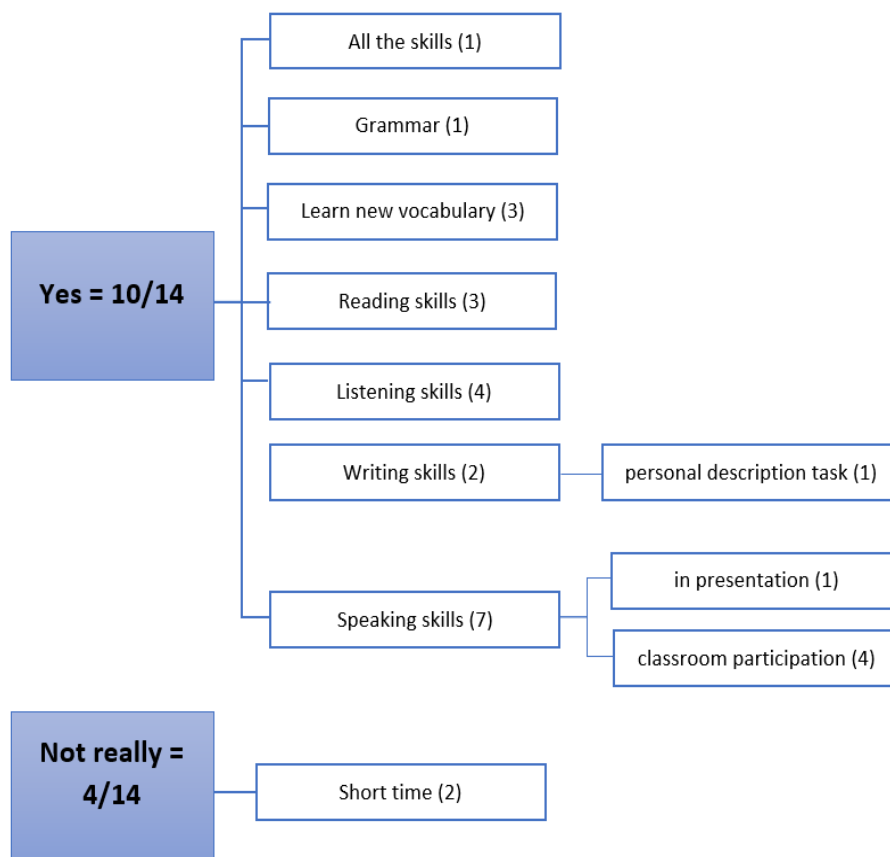 All the skills (1)
Grammar (1)
Learn new vocabulary (3)
Yes = 10/14
Reading skills (3)
Listening skills (4)
Writing skills (2)
personal description task (1)
in presentation (1)
Speaking skills (7)
classroom participation (4)
Not really =
4/14
Short time (2)